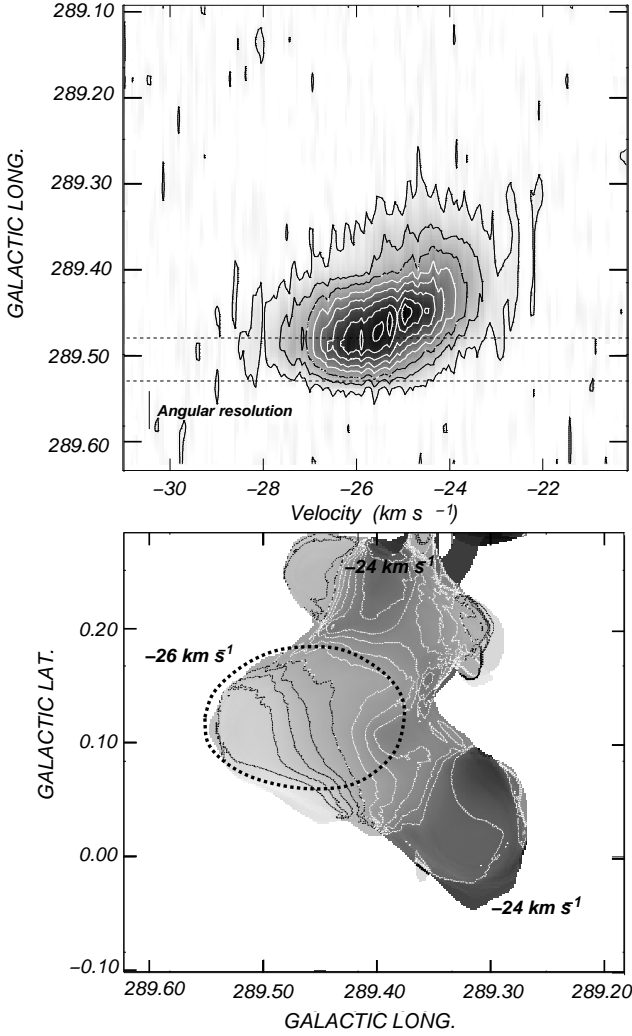 289.10
289.20
289.30
289.40
289.50
289.60
GALACTIC LONG.
Angular resolution
−30 −28 −26 −24 −22
Velocity (km s −1)
−24 km s−1
−26 km s−1
0.20
0.10
0.00
−0.10
GALACTIC LAT.
−24 km s−1
289.60 289.50 289.40 289.30 289.20
GALACTIC LONG.